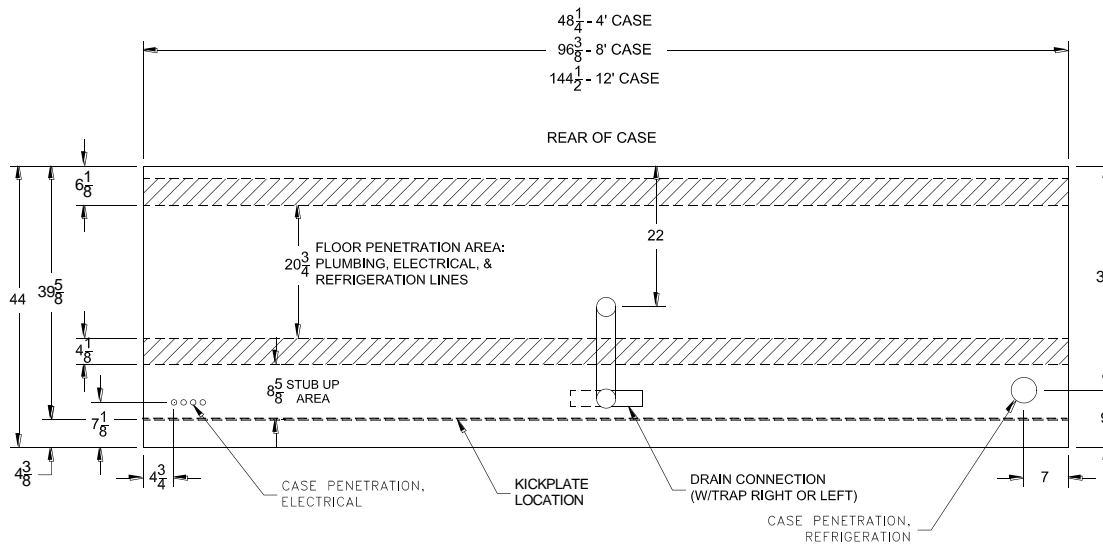 48 1/4 - 4' CASE
96 3/8 - 8' CASE
144 1/2 - 12' CASE
REAR OF CASE
6 1/8
22
20 3/4
FLOOR PENETRATION AREA:
PLUMBING, ELECTRICAL, &
REFRIGERATION LINES
44
39 5/8
4 1/8
8 5/8
STUB UP
AREA
7 1/8
4 3/8
4 3/4
CASE PENETRATION,
ELECTRICAL
KICKPLATE
LOCATION
DRAIN CONNECTION
(W/TRAP RIGHT OR LEFT)
7
CASE PENETRATION,
REFRIGERATION